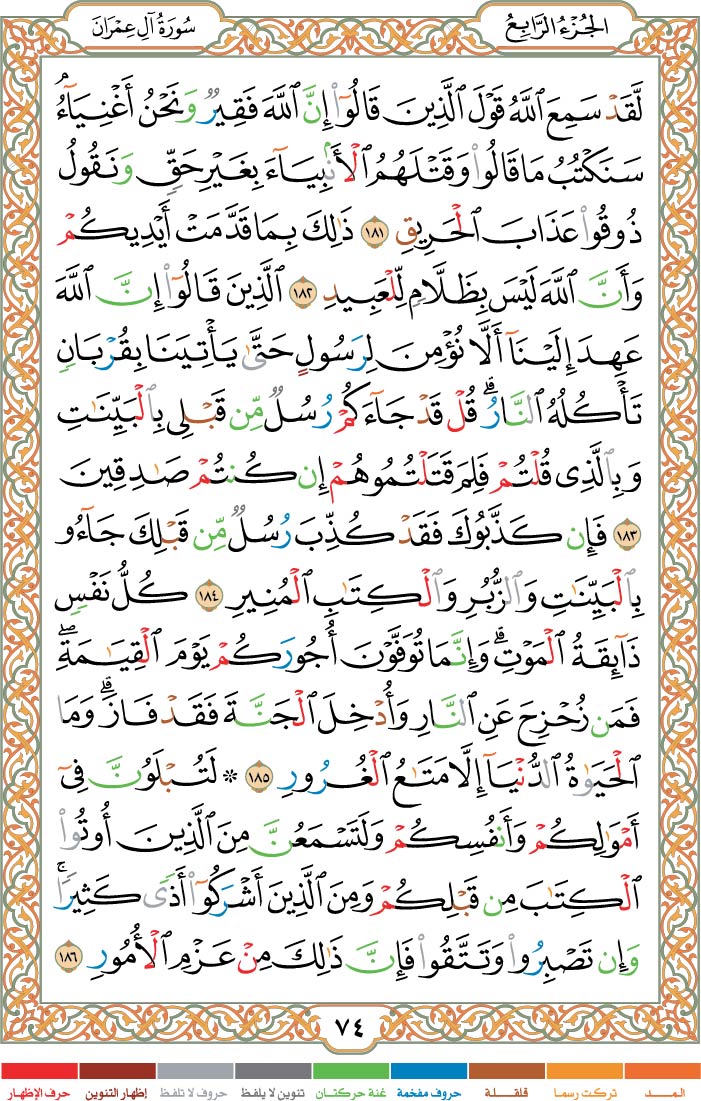 الجُزْءُ الرَّابِعُ
سُورَةُ آلِ عِمْرَانَ
لَّقَدْ سَمِعَ ٱللَّهُ قَوْلَ ٱلَّذِينَ قَالُوٓاْ إِنَّ ٱللَّهَ فَقِيرٌ وَنَحْنُ أَغْنِيَآءُۘ
سَنَكْتُبُ مَا قَالُواْ وَقَتْلَهُمُ ٱلْأَنۢبِيَآءَ بِغَيْرِ حَقٍّ وَنَقُولُ
ذُوقُواْ عَذَابَ ٱلْحَرِيقِ ١٨١ ذَٰلِكَ بِمَا قَدَّمَتْ أَيْدِيكُمْ
وَأَنَّ ٱللَّهَ لَيْسَ بِظَلَّامٍ لِّلْعَبِيدِ ١٨٢ ٱلَّذِينَ قَالُوٓاْ إِنَّ ٱللَّهَ
عَهِدَ إِلَيْنَآ أَلَّا نُؤْمِنَ لِرَسُولٍ حَتَّىٰ يَأْتِيَنَا بِقُرْبَانٍ
تَأْكُلُهُ ٱلنَّارُۗ قُلْ قَدْ جَآءَكُمْ رُسُلٌ مِّن قَبْلِى بِٱلْبَيِّنَٰتِ
وَبِٱلَّذِى قُلْتُمْ فَلِمَ قَتَلْتُمُوهُمْ إِن كُنتُمْ صَٰدِقِينَ
١٨٣ فَإِن كَذَّبُوكَ فَقَدْ كُذِّبَ رُسُلٌ مِّن قَبْلِكَ جَآءُو
بِٱلْبَيِّنَٰتِ وَٱلزُّبُرِ وَٱلْكِتَٰبِ ٱلْمُنِيرِ ١٨٤ كُلُّ نَفْسٍ
ذَآئِقَةُ ٱلْمَوْتِۗ وَإِنَّمَا تُوَفَّوْنَ أُجُورَكُمْ يَوْمَ ٱلْقِيَٰمَةِۖ
فَمَن زُحْزِحَ عَنِ ٱلنَّارِ وَأُدْخِلَ ٱلْجَنَّةَ فَقَدْ فَازَۗ وَمَا
ٱلْحَيَوٰةُ ٱلدُّنْيَآ إِلَّا مَتَٰعُ ٱلْغُرُورِ ١٨٥ ۞ لَتُبْلَوُنَّ فِىٓ
أَمْوَٰلِكُمْ وَأَنفُسِكُمْ وَلَتَسْمَعُنَّ مِنَ ٱلَّذِينَ أُوتُواْ
ٱلْكِتَٰبَ مِن قَبْلِكُمْ وَمِنَ ٱلَّذِينَ أَشْرَكُوٓاْ أَذًى كَثِيرًاۚ
وَإِن تَصْبِرُواْ وَتَتَّقُواْ فَإِنَّ ذَٰلِكَ مِنْ عَزْمِ ٱلْأُمُورِ ١٨٦
٧٤
المـــد
تركت رسما
قلقـــلة
حروف مفخمة
غنة حركتان
تنوين لا يلفظ
حروف لا تلفظ
إظهار التنوين
حرف الإظهار